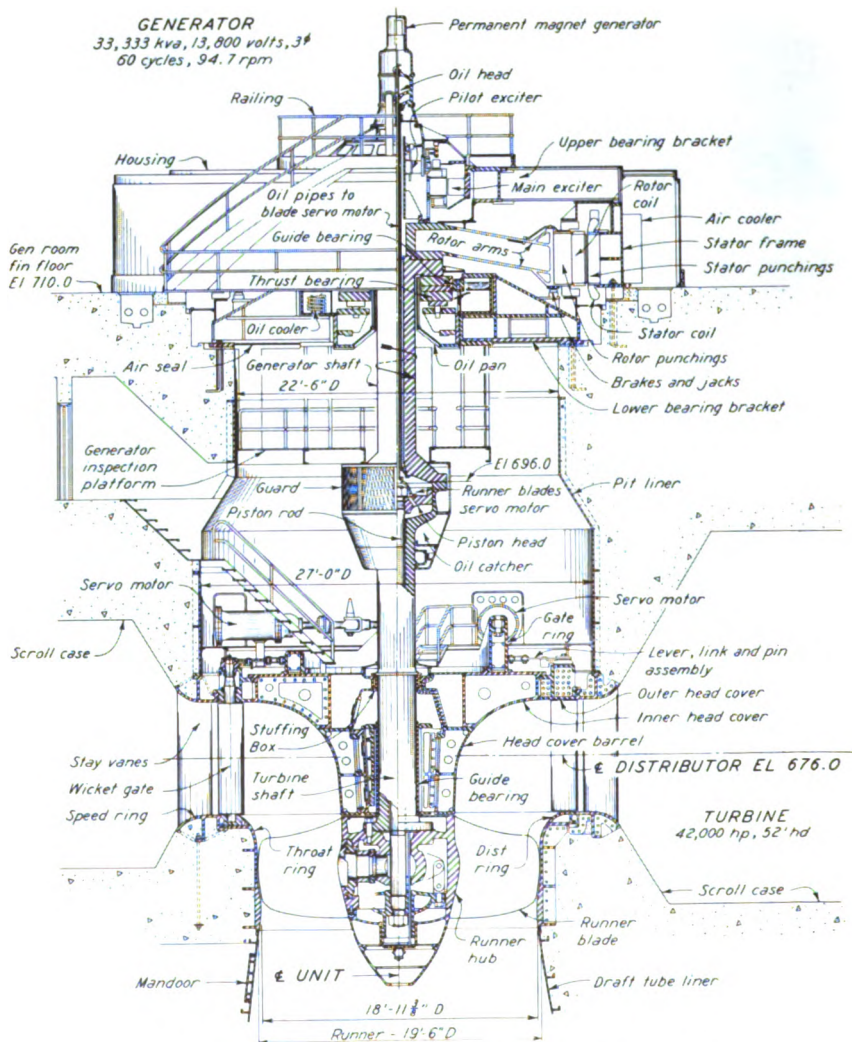 GENERATOR
33,333 kva, 13,800 volts, 3φ
60 cycles, 94.7 rpm
Permanent magnet generator
Oil head
Pilot exciter
Railing
Upper bearing bracket
Housing
Main exciter
Rotor
coil
Oil pipes to
blade servo motor
Air cooler
Guide bearing
Rotor arms
Stator frame
Gen room
fin floor
El 710.0
Thrust bearing
Stator punchings
Oil cooler
Stator coil
Air seal
Generator shaft
Oil pan
Rotor punchings
Brakes and jacks
22'-6" D
Lower bearing bracket
Generator
inspection
platform
El 696.0
Guard
Runner blades
servo motor
Pit liner
Piston rod
Piston head
Oil catcher
27'-0" D
Servo motor
Servo motor
Gate
ring
Scroll case
Lever, link and pin
assembly
Outer head cover
Inner head cover
Stuffing
Box
Head cover barrel
Stay vanes
℄ DISTRIBUTOR EL 676.0
Wicket gate
Turbine
shaft
Guide
bearing
Speed ring
TURBINE
42,000 hp, 52' hd
Throat
ring
Dist
ring
Scroll case
Runner
blade
Runner
hub
Mandoor
℄ UNIT
Draft tube liner
18'-11 3/8" D
Runner - 19'-6" D